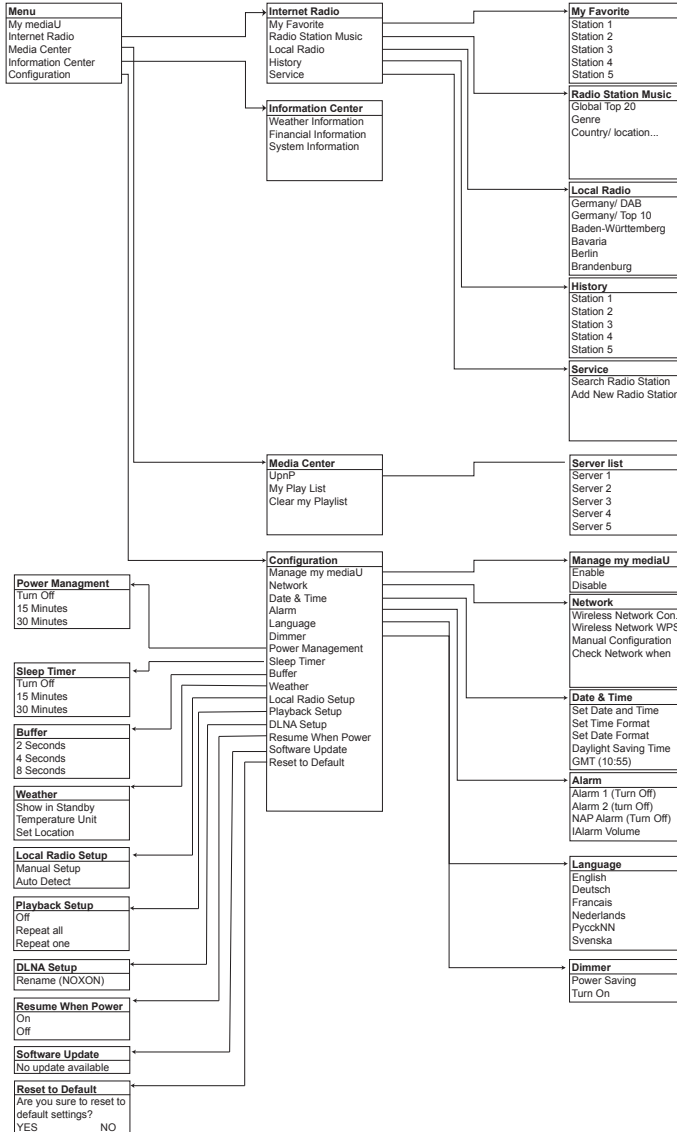 Menu
My mediaU
Internet Radio
Media Center
Information Center
Configuration
Internet Radio
My Favorite
Radio Station Music
Local Radio
History
Service
My Favorite
Station 1
Station 2
Station 3
Station 4
Station 5
Information Center
Weather Information
Financial Information
System Information
Radio Station Music
Global Top 20
Genre
Country/ location...
Local Radio
Germany/ DAB
Germany/ Top 10
Baden-Württemberg
Bavaria
Berlin
Brandenburg
History
Station 1
Station 2
Station 3
Station 4
Station 5
Service
Search Radio Station
Add New Radio Station
Media Center
UpnP
My Play List
Clear my Playlist
Server list
Server 1
Server 2
Server 3
Server 4
Server 5
Configuration
Manage my mediaU
Network
Date & Time
Alarm
Language
Dimmer
Power Management
Sleep Timer
Buffer
Weather
Local Radio Setup
Playback Setup
DLNA Setup
Resume When Power
Software Update
Reset to Default
Manage my mediaU
Enable
Disable
Network
Wireless Network Con.
Wireless Network WPS
Manual Configuration
Check Network when
Date & Time
Set Date and Time
Set Time Format
Set Date Format
Daylight Saving Time
GMT (10:55)
Alarm
Alarm 1 (Turn Off)
Alarm 2 (turn Off)
NAP Alarm (Turn Off)
IAlarm Volume
Language
English
Deutsch
Francais
Nederlands
PycckNN
Svenska
Dimmer
Power Saving
Turn On
Power Managment
Turn Off
15 Minutes
30 Minutes
Sleep Timer
Turn Off
15 Minutes
30 Minutes
Buffer
2 Seconds
4 Seconds
8 Seconds
Weather
Show in Standby
Temperature Unit
Set Location
Local Radio Setup
Manual Setup
Auto Detect
Playback Setup
Off
Repeat all
Repeat one
DLNA Setup
Rename (NOXON)
Resume When Power
On
Off
Software Update
No update available
Reset to Default
Are you sure to reset to
default settings?
YES NO